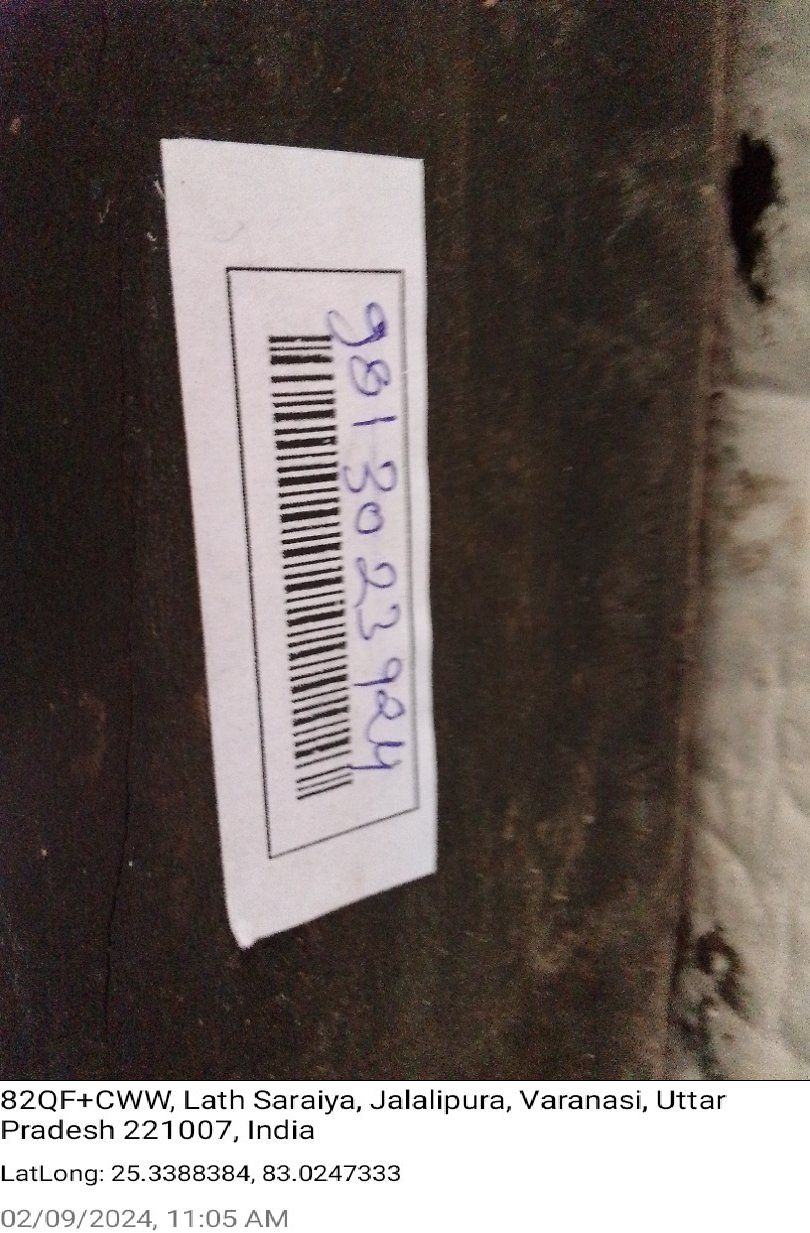 9813023924
82QF+CWW, Lath Saraiya, Jalalipura, Varanasi, Uttar
Pradesh 221007, India
LatLong: 25.3388384, 83.0247333
02/09/2024, 11:05 AM